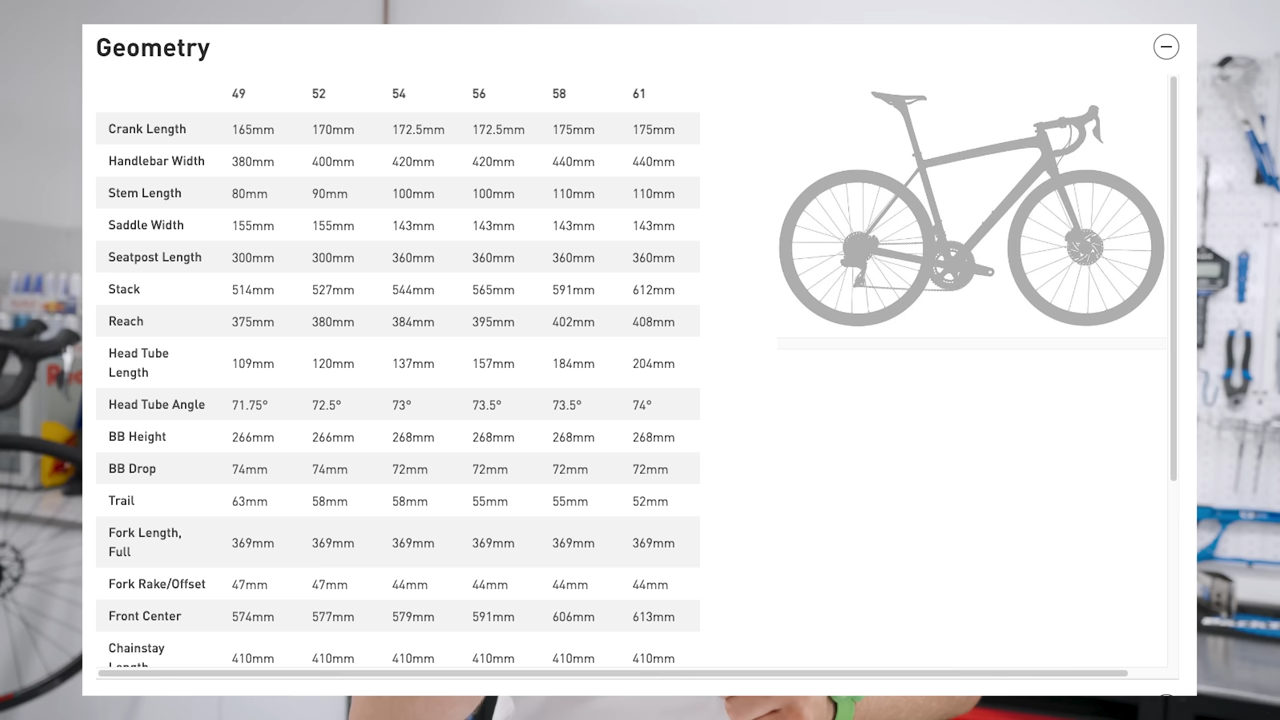 Geometry
49 52 54 56 58 61
Crank Length 165mm 170mm 172.5mm 172.5mm 175mm 175mm
Handlebar Width 380mm 400mm 420mm 420mm 440mm 440mm
Stem Length 80mm 90mm 100mm 100mm 110mm 110mm
Saddle Width 155mm 155mm 143mm 143mm 143mm 143mm
Seatpost Length 300mm 300mm 360mm 360mm 360mm 360mm
Stack 514mm 527mm 544mm 565mm 591mm 612mm
Reach 375mm 380mm 384mm 395mm 402mm 408mm
Head Tube
Length 109mm 120mm 137mm 157mm 184mm 204mm
Head Tube Angle 71.75° 72.5° 73° 73.5° 73.5° 74°
BB Height 266mm 266mm 268mm 268mm 268mm 268mm
BB Drop 74mm 74mm 72mm 72mm 72mm 72mm
Trail 63mm 58mm 58mm 55mm 55mm 52mm
Fork Length,
Full 369mm 369mm 369mm 369mm 369mm 369mm
Fork Rake/Offset 47mm 47mm 44mm 44mm 44mm 44mm
Front Center 574mm 577mm 579mm 591mm 606mm 613mm
Chainstay
Length 410mm 410mm 410mm 410mm 410mm 410mm